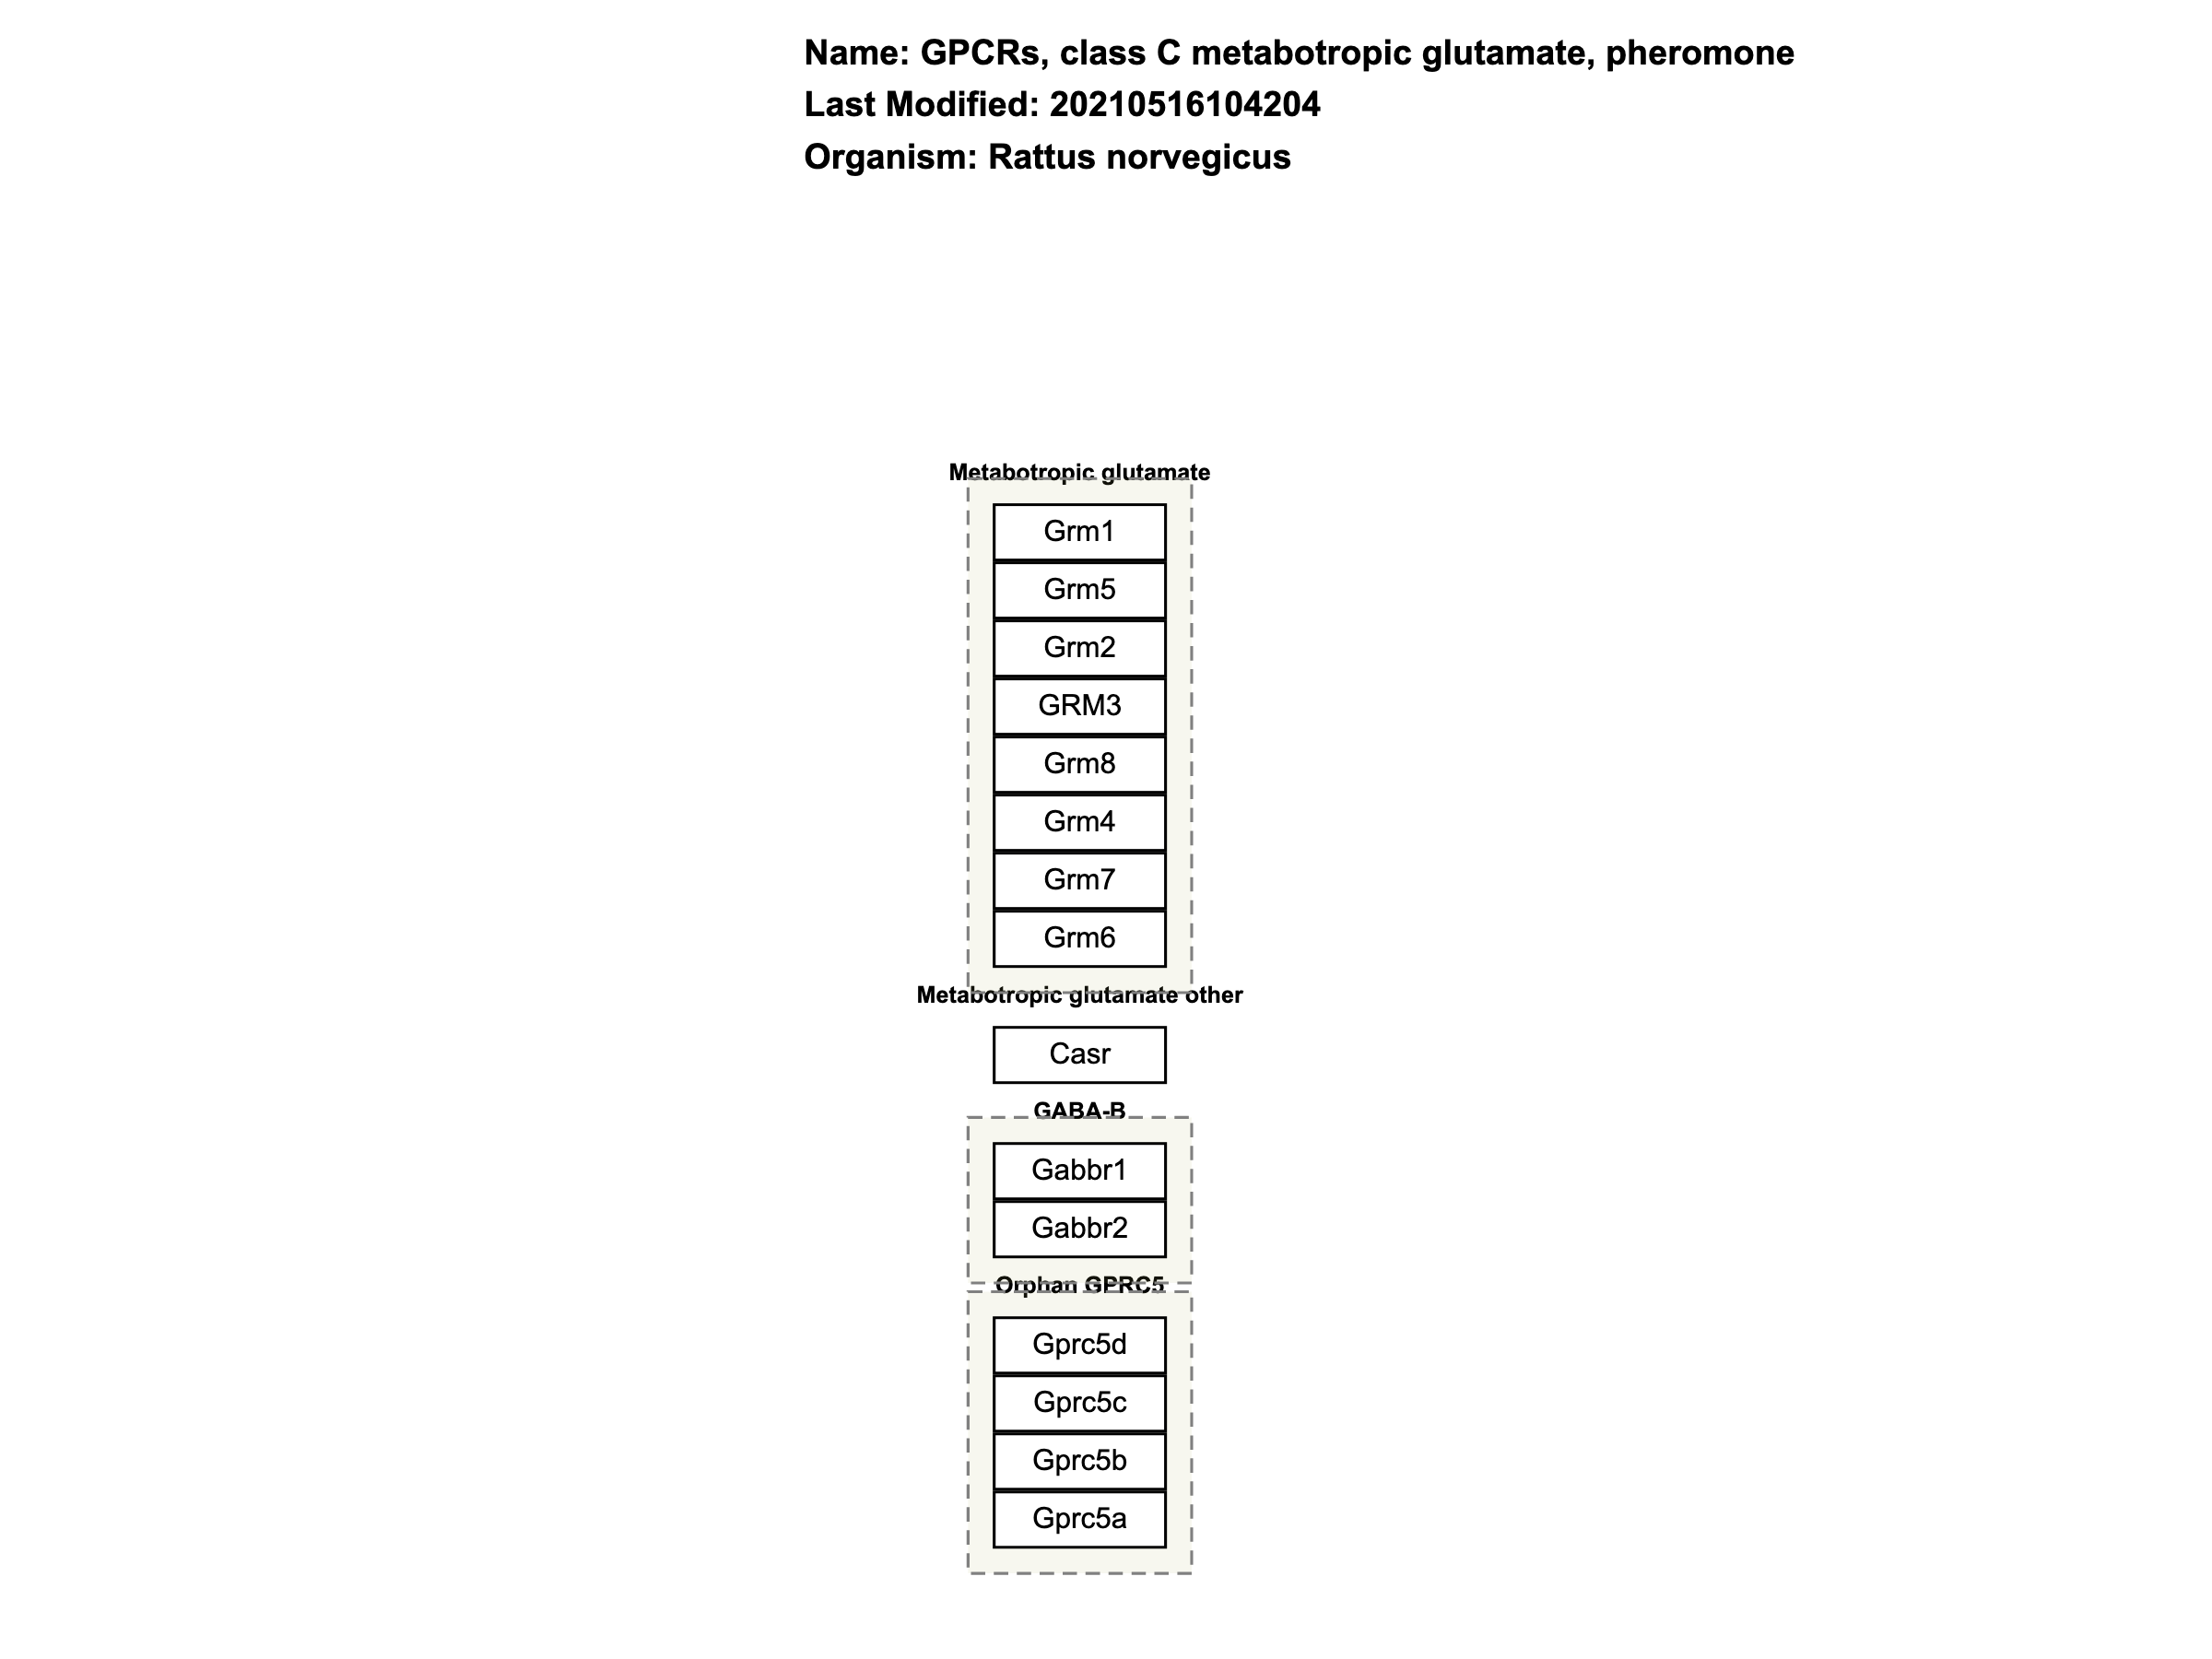 Name: GPCRs, class C metabotropic glutamate, pheromone
Last Modified: 20210516104204
Organism: Rattus norvegicus
Metabotropic glutamate
Grm1
Grm5
Grm2
GRM3
Grm8
Grm4
Grm7
Grm6
Metabotropic glutamate other
Casr
GABA-B
Gabbr1
Gabbr2
Orphan GPRC5
Gprc5d
Gprc5c
Gprc5b
Gprc5a